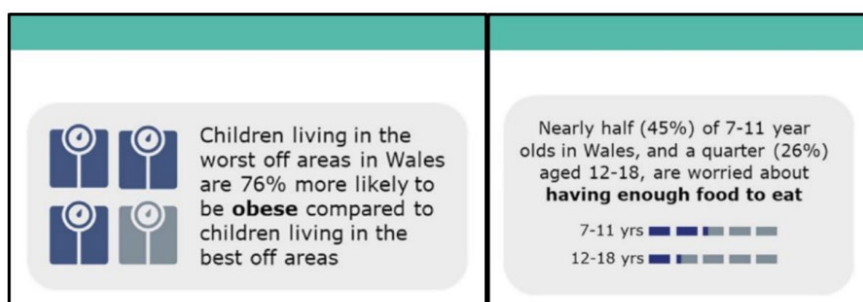 Children living in the
worst off areas in Wales
are 76% more likely to
be obese compared to
children living in the
best off areas
Nearly half (45%) of 7-11 year
olds in Wales, and a quarter (26%)
aged 12-18, are worried about
having enough food to eat
7-11 yrs
12-18 yrs